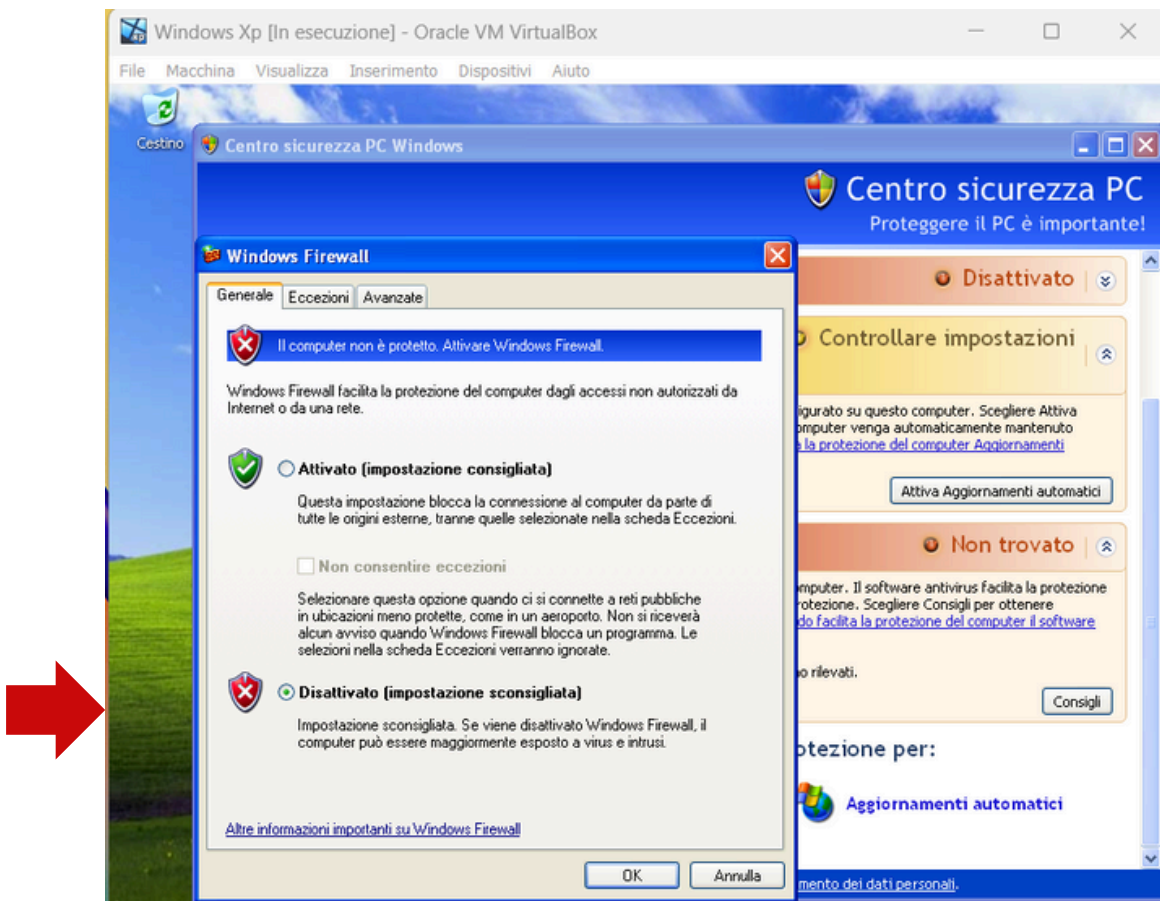 Windows Xp [In esecuzione] - Oracle VM VirtualBox
File Macchina Visualizza Inserimento Dispositivi Aiuto
Cestino
Centro sicurezza PC Windows
Centro sicurezza PC
Proteggere il PC è importante!
Windows Firewall
Generale Eccezioni Avanzate
Il computer non è protetto. Attivare Windows Firewall.
Windows Firewall facilita la protezione del computer dagli accessi non autorizzati da
Internet o da una rete.
Attivato (impostazione consigliata)
Questa impostazione blocca la connessione al computer da parte di
tutte le origini esterne, tranne quelle selezionate nella scheda Eccezioni.
Non consentire eccezioni
Selezionare questa opzione quando ci si connette a reti pubbliche
in ubicazioni meno protette, come in un aeroporto. Non si riceverà
alcun avviso quando Windows Firewall blocca un programma. Le
selezioni nella scheda Eccezioni verranno ignorate.
Disattivato (impostazione sconsigliata)
Impostazione sconsigliata. Se viene disattivato Windows Firewall, il
computer può essere maggiormente esposto a virus e intrusi.
Altre informazioni importanti su Windows Firewall
OK Annulla
Disattivato
Controllare impostazioni
igurato su questo computer. Scegliere Attiva
omputer venga automaticamente mantenuto
la protezione del computer Aggiornamenti
Attiva Aggiornamenti automatici
Non trovato
omputer. Il software antivirus facilita la protezione
rotezione. Scegliere Consigli per ottenere
do facilita la protezione del computer il software
o rilevati.
Consigli
otezione per:
Aggiornamenti automatici
mento dei dati personali.